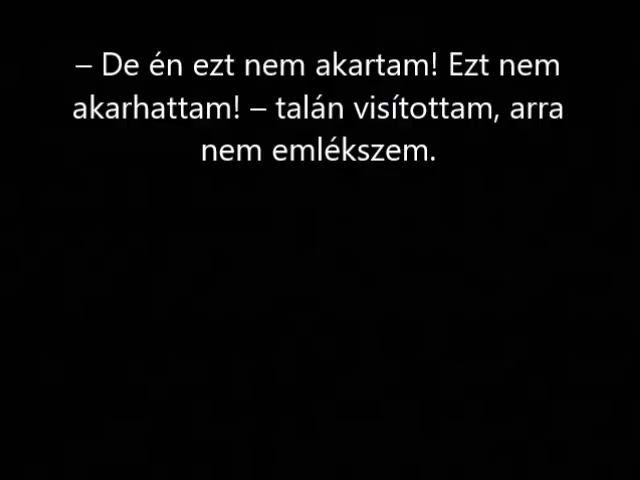 – De én ezt nem akartam! Ezt nem
akarhattam! – talán visítottam, arra
nem emlékszem.